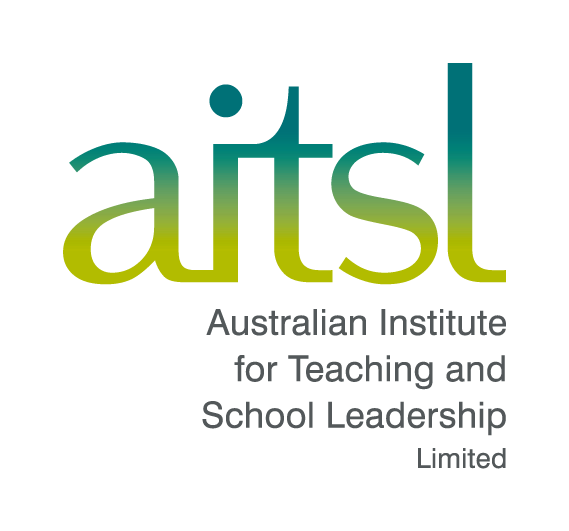 aitsl
Australian Institute
for Teaching and
School Leadership
Limited